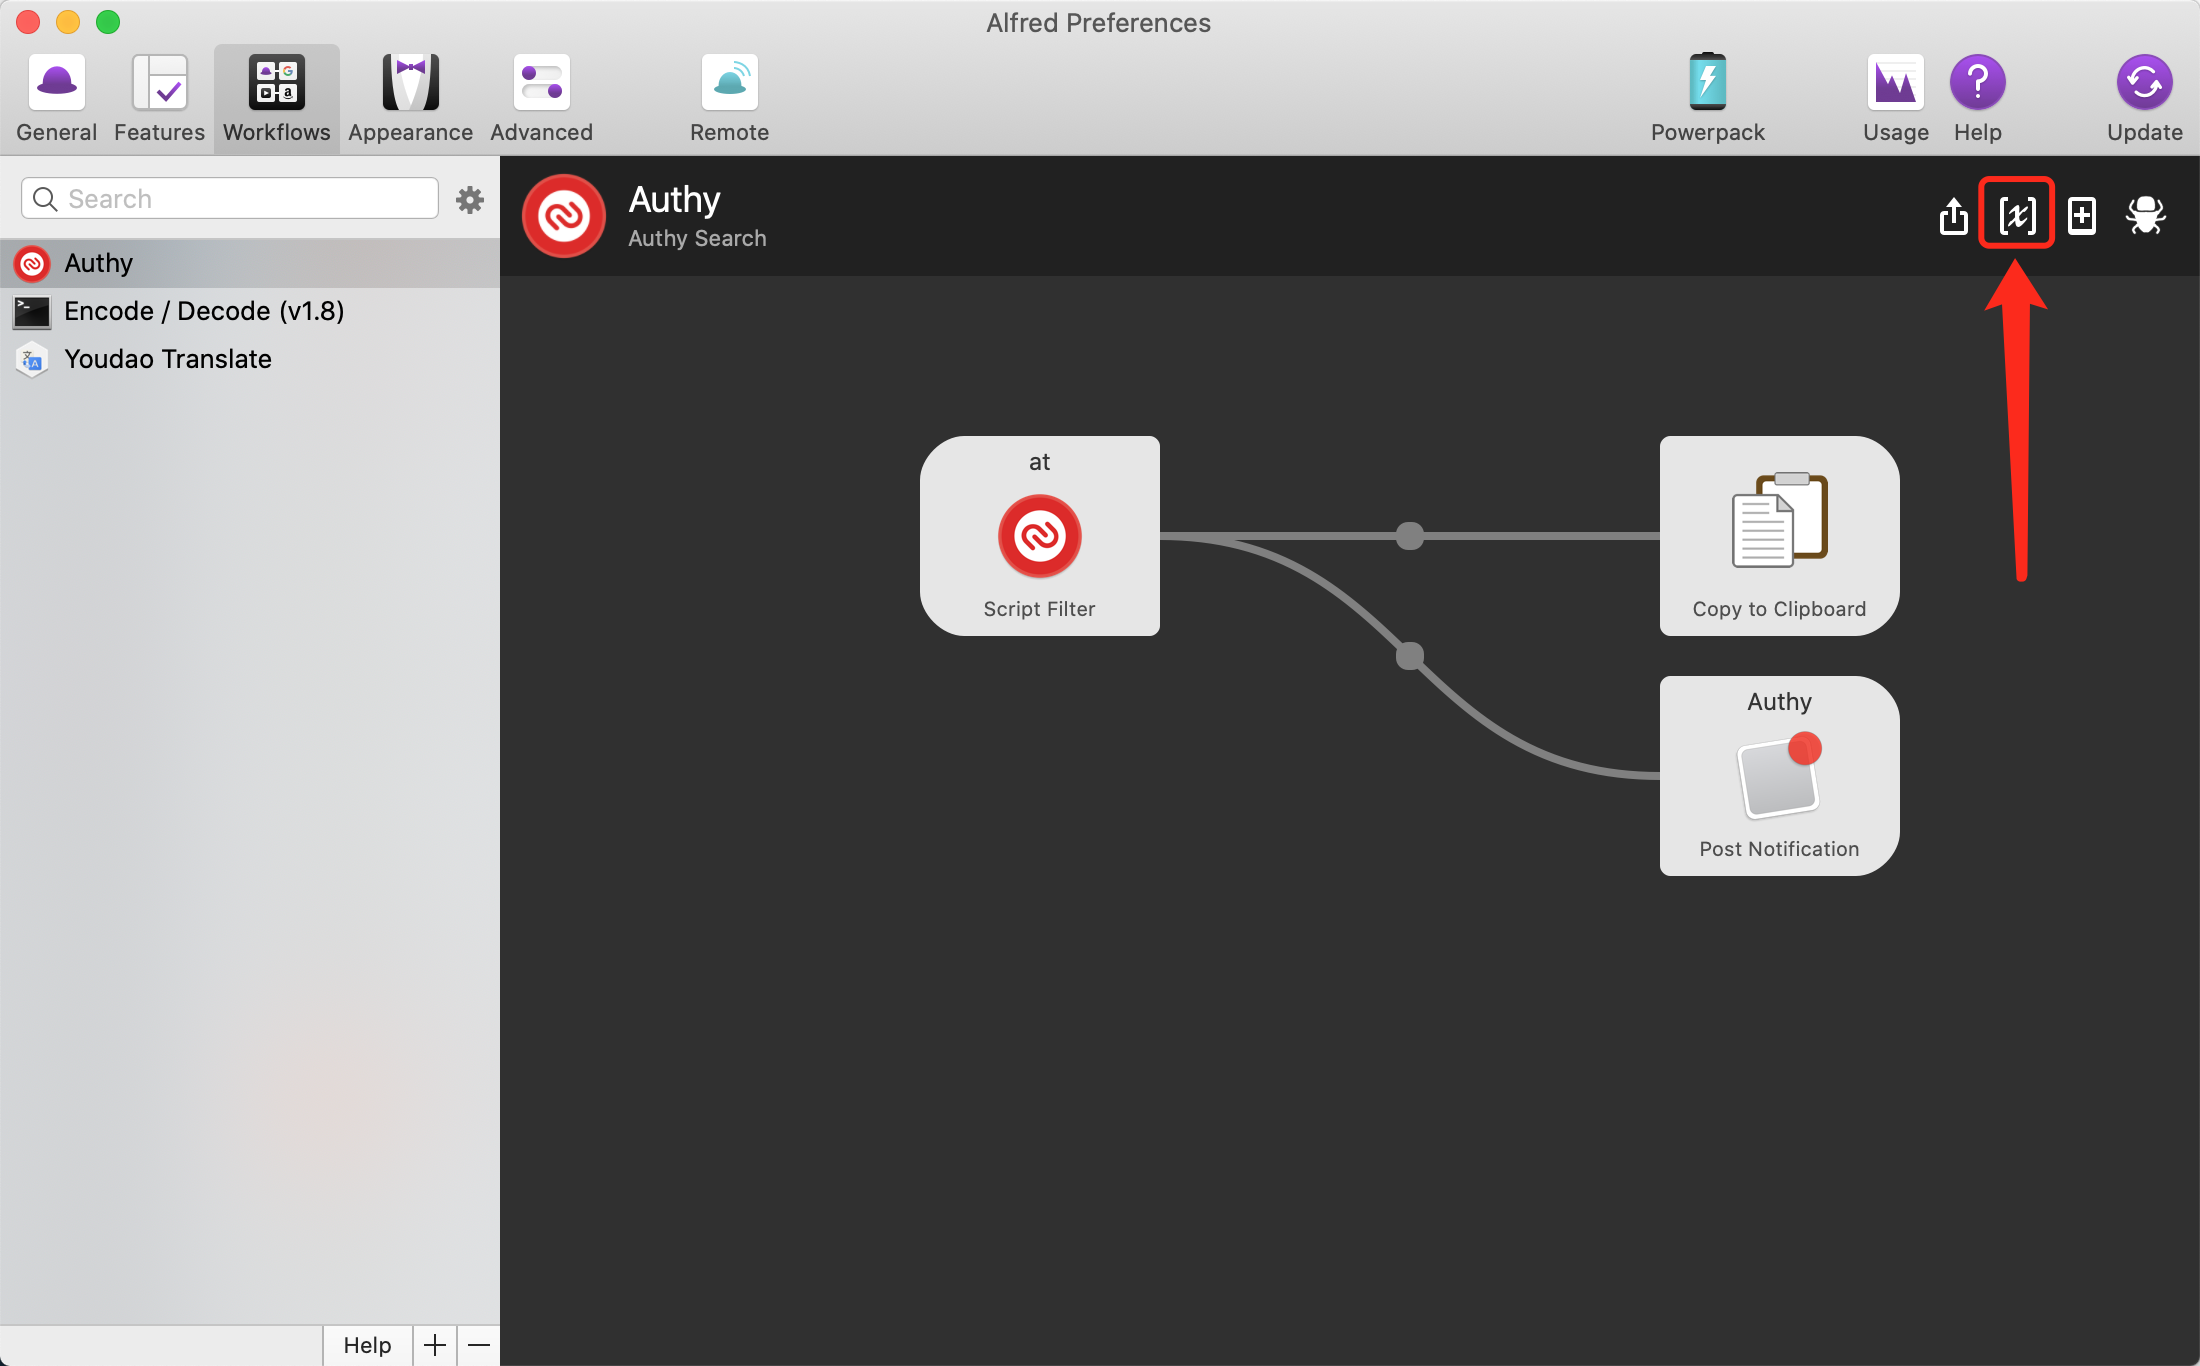 Alfred Preferences
General
Features
Workflows
Appearance
Advanced
Remote
Powerpack
Usage
Help
Update
Search
Authy
Encode / Decode (v1.8)
Youdao Translate
Authy
Authy Search
[x]
at
Script Filter
Copy to Clipboard
Authy
Post Notification
Help